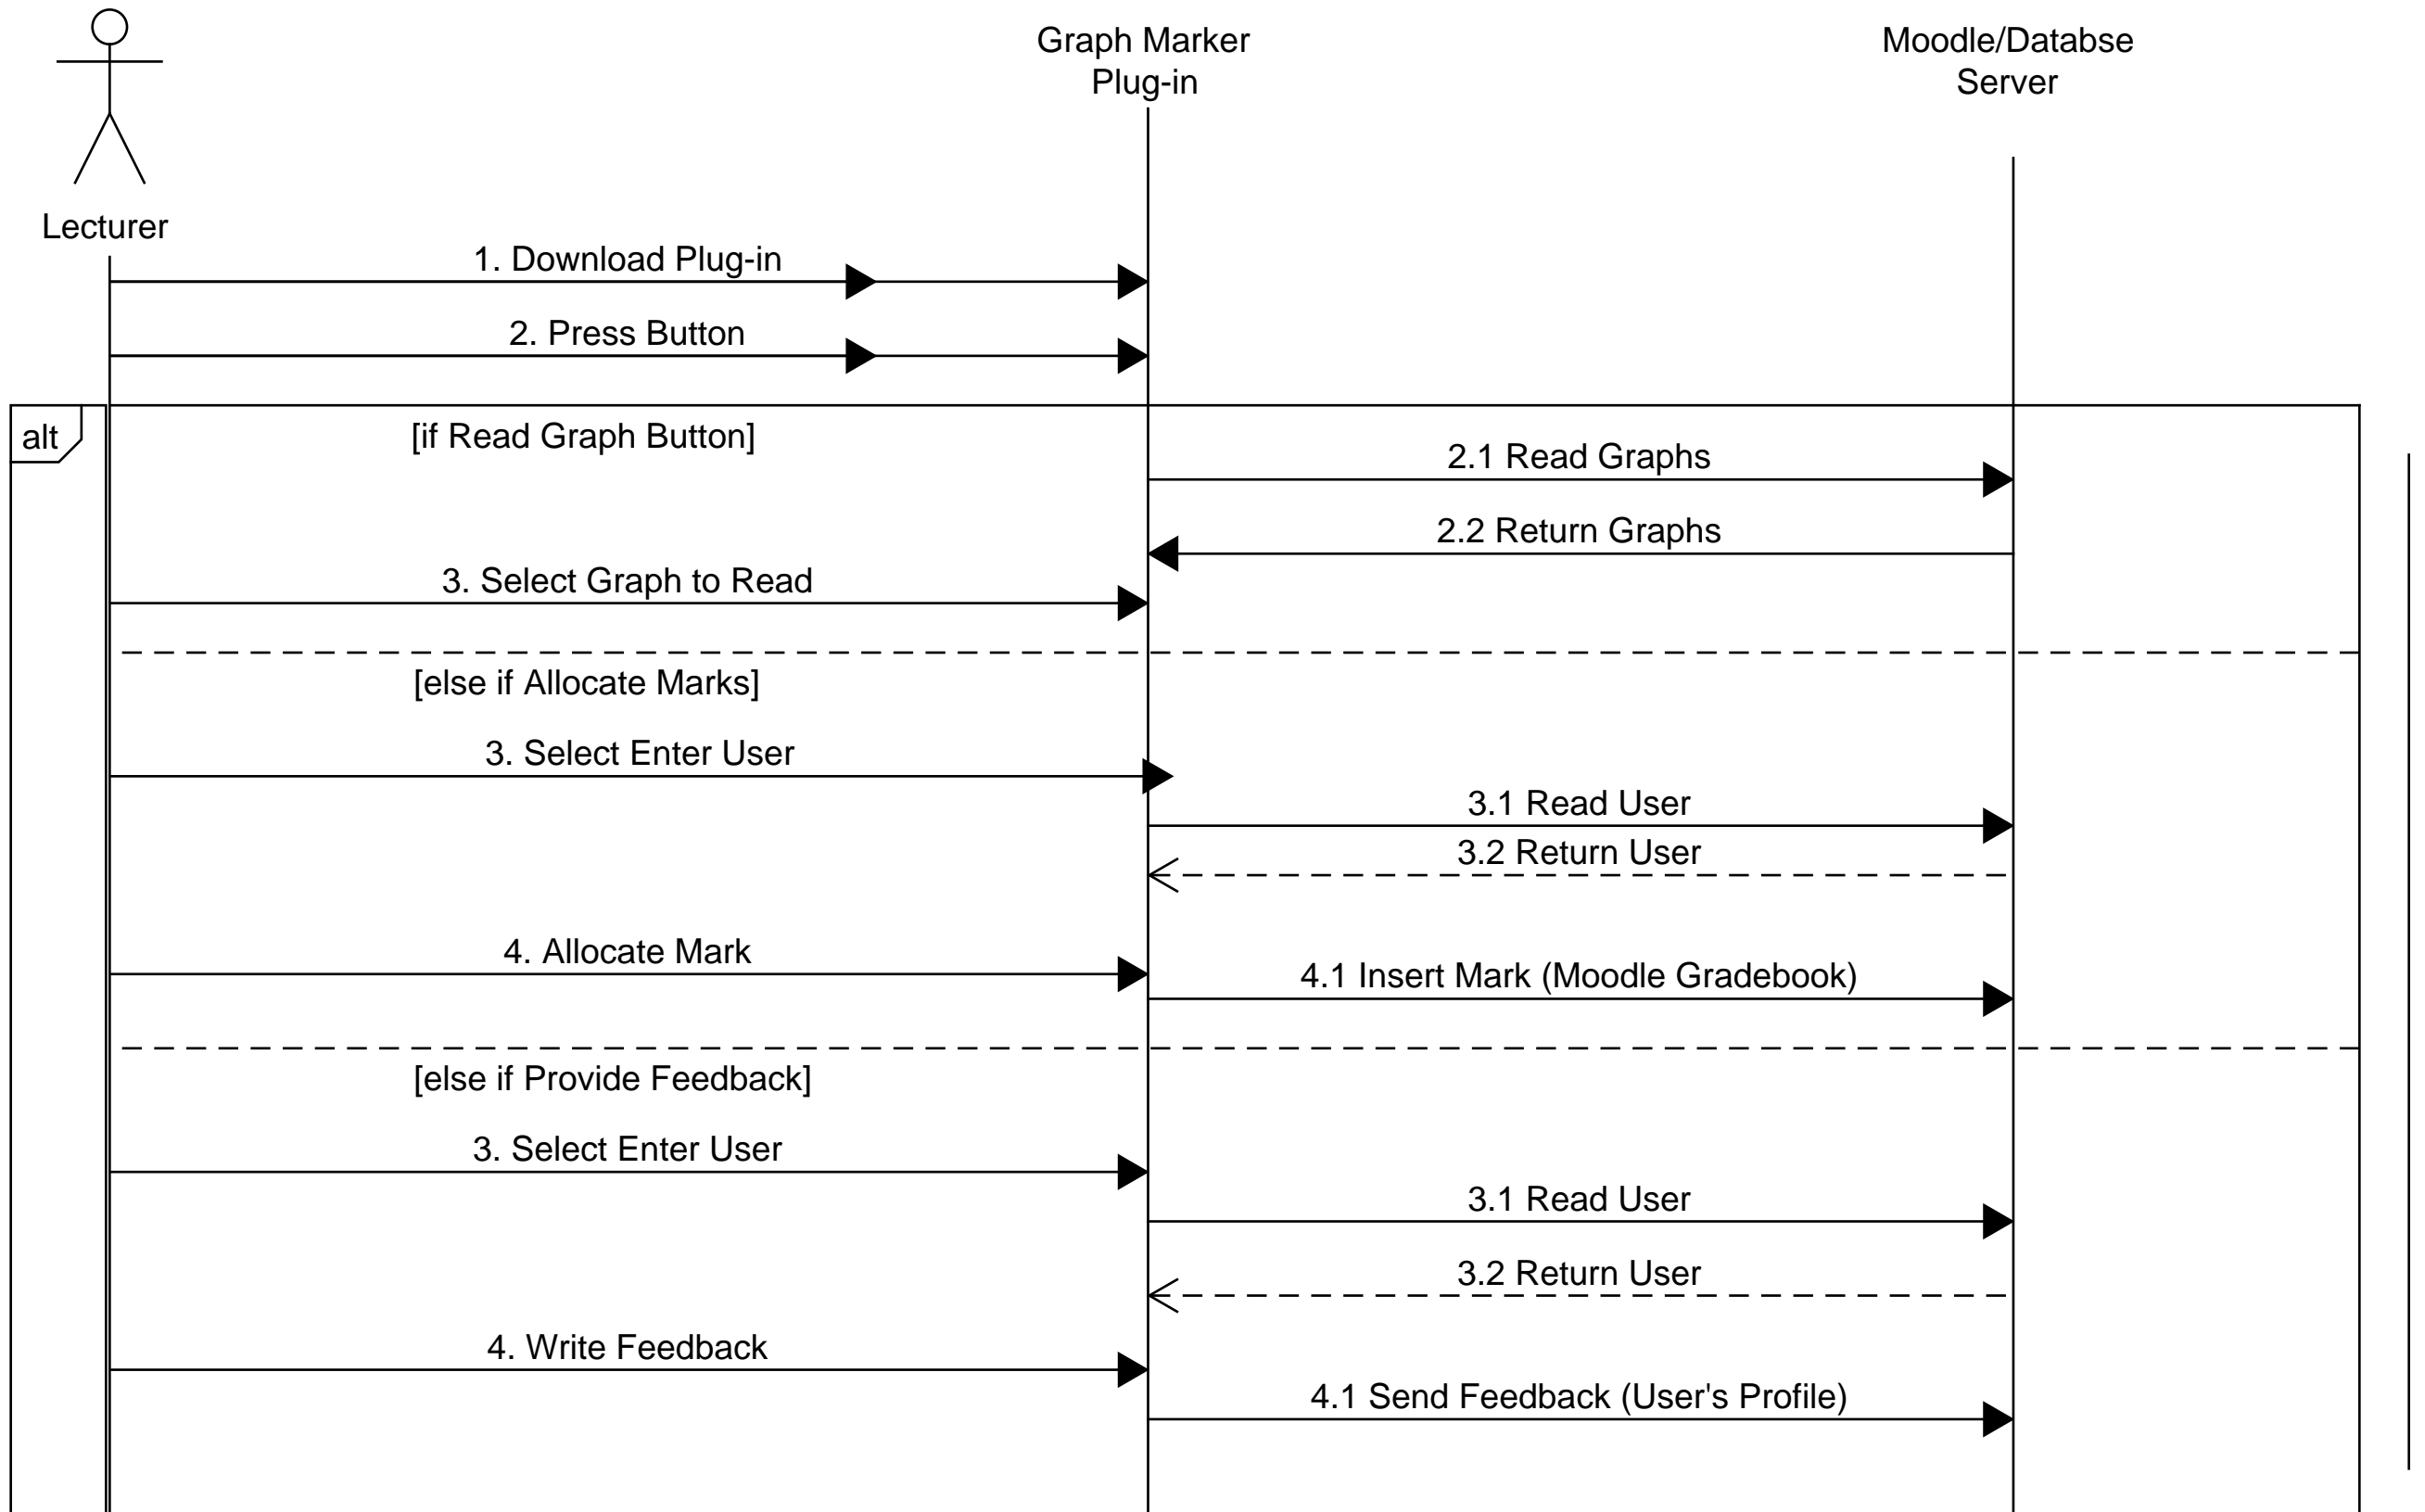 Graph Marker
Plug-in
Moodle/Databse
Server
Lecturer
1. Download Plug-in
2. Press Button
alt
[if Read Graph Button]
2.1 Read Graphs
2.2 Return Graphs
3. Select Graph to Read
[else if Allocate Marks]
3. Select Enter User
3.1 Read User
3.2 Return User
4. Allocate Mark
4.1 Insert Mark (Moodle Gradebook)
[else if Provide Feedback]
3. Select Enter User
3.1 Read User
3.2 Return User
4. Write Feedback
4.1 Send Feedback (User's Profile)